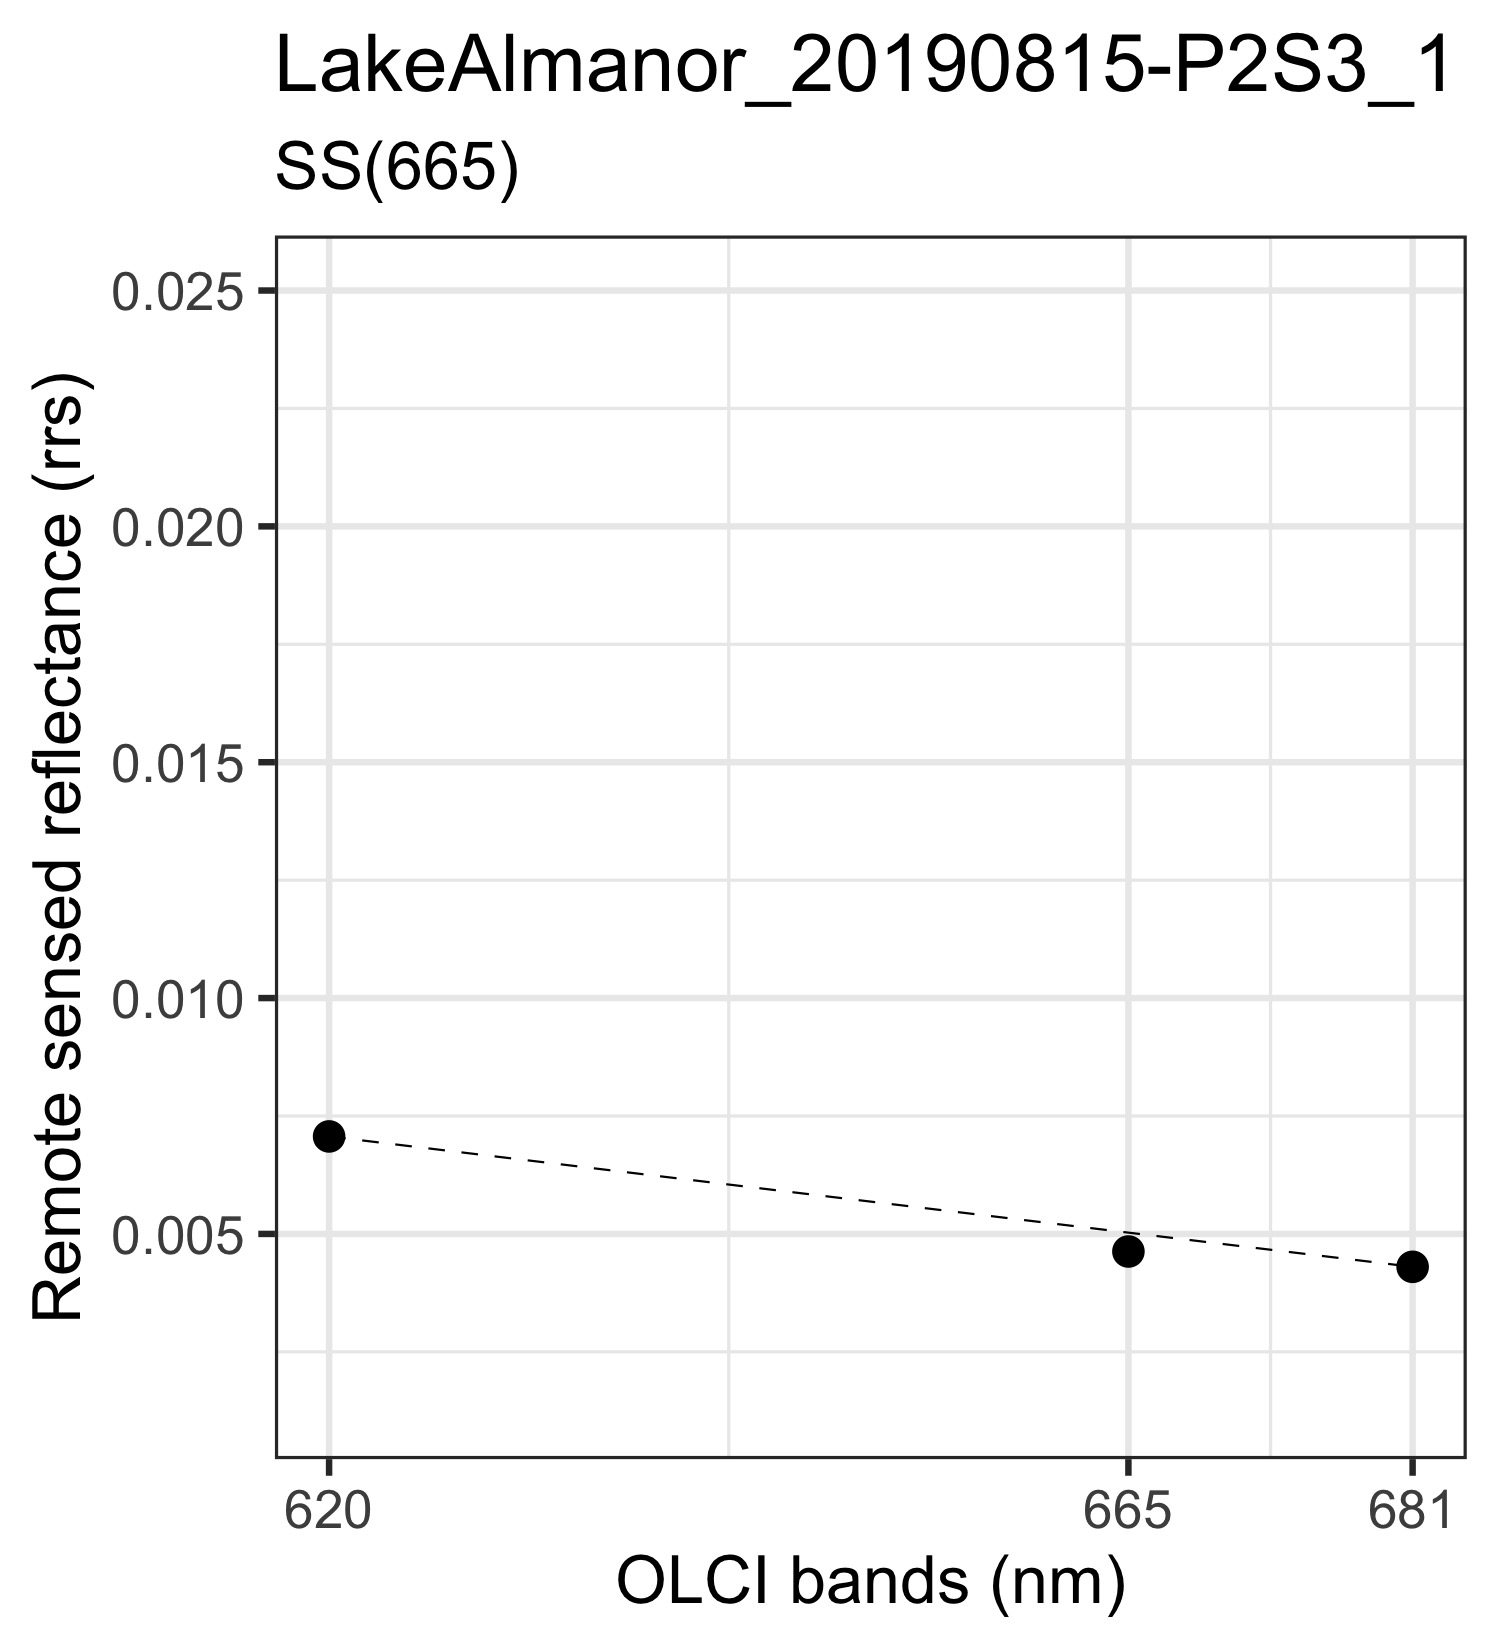 LakeAlmanor_20190815-P2S3_1
SS(665)
Remote sensed reflectance (rrs)
0.025
0.020
0.015
0.010
0.005
620 665 681
OLCI bands (nm)